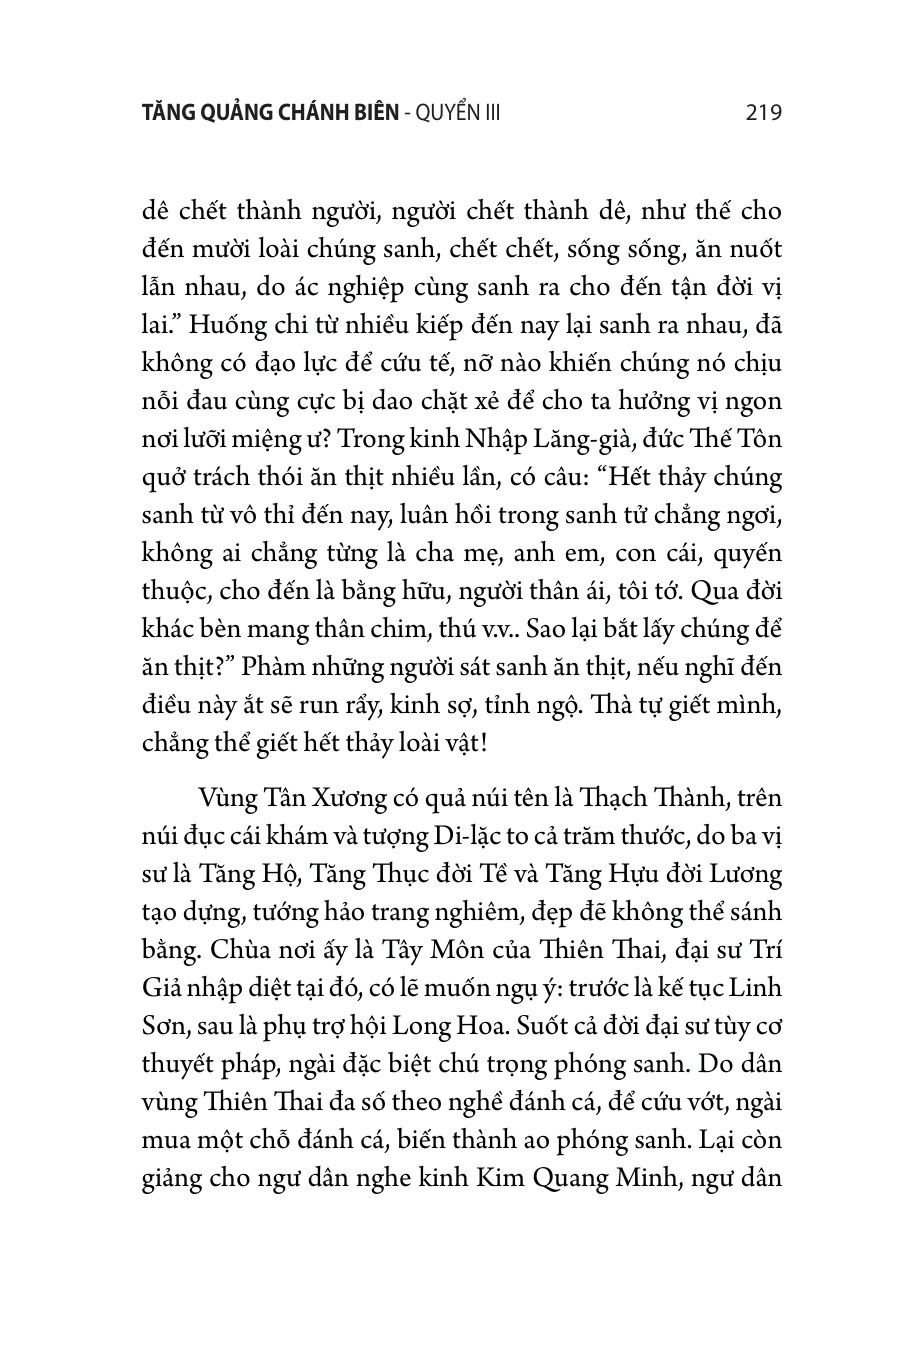 TĂNG QUẢNG CHÁNH BIÊN - QUYỂN III 219
dê chết thành người, người chết thành dê, như thế cho
đến mười loài chúng sanh, chết chết, sống sống, ăn nuốt
lẫn nhau, do ác nghiệp cùng sanh ra cho đến tận đời vị
lai.” Huống chi từ nhiều kiếp đến nay lại sanh ra nhau, đã
không có đạo lực để cứu tế, nỡ nào khiến chúng nó chịu
nỗi đau cùng cực bị dao chặt xẻ để cho ta hưởng vị ngon
nơi lưỡi miệng ư? Trong kinh Nhập Lăng-già, đức Thế Tôn
quở trách thói ăn thịt nhiều lần, có câu: “Hết thảy chúng
sanh từ vô thỉ đến nay, luân hồi trong sanh tử chẳng ngơi,
không ai chẳng từng là cha mẹ, anh em, con cái, quyến
thuộc, cho đến là bằng hữu, người thân ái, tôi tớ. Qua đời
khác bèn mang thân chim, thú v.v.. Sao lại bắt lấy chúng để
ăn thịt?” Phàm những người sát sanh ăn thịt, nếu nghĩ đến
điều này ắt sẽ run rẩy, kinh sợ, tỉnh ngộ. Thà tự giết mình,
chẳng thể giết hết thảy loài vật!
Vùng Tân Xương có quả núi tên là Thạch Thành, trên
núi đục cái khám và tượng Di-lặc to cả trăm thước, do ba vị
sư là Tăng Hộ, Tăng Thục đời Tề và Tăng Hựu đời Lương
tạo dựng, tướng hảo trang nghiêm, đẹp đẽ không thể sánh
bằng. Chùa nơi ấy là Tây Môn của Thiên Thai, đại sư Trí
Giả nhập diệt tại đó, có lẽ muốn ngụ ý: trước là kế tục Linh
Sơn, sau là phụ trợ hội Long Hoa. Suốt cả đời đại sư tùy cơ
thuyết pháp, ngài đặc biệt chú trọng phóng sanh. Do dân
vùng Thiên Thai đa số theo nghề đánh cá, để cứu vớt, ngài
mua một chỗ đánh cá, biến thành ao phóng sanh. Lại còn
giảng cho ngư dân nghe kinh Kim Quang Minh, ngư dân